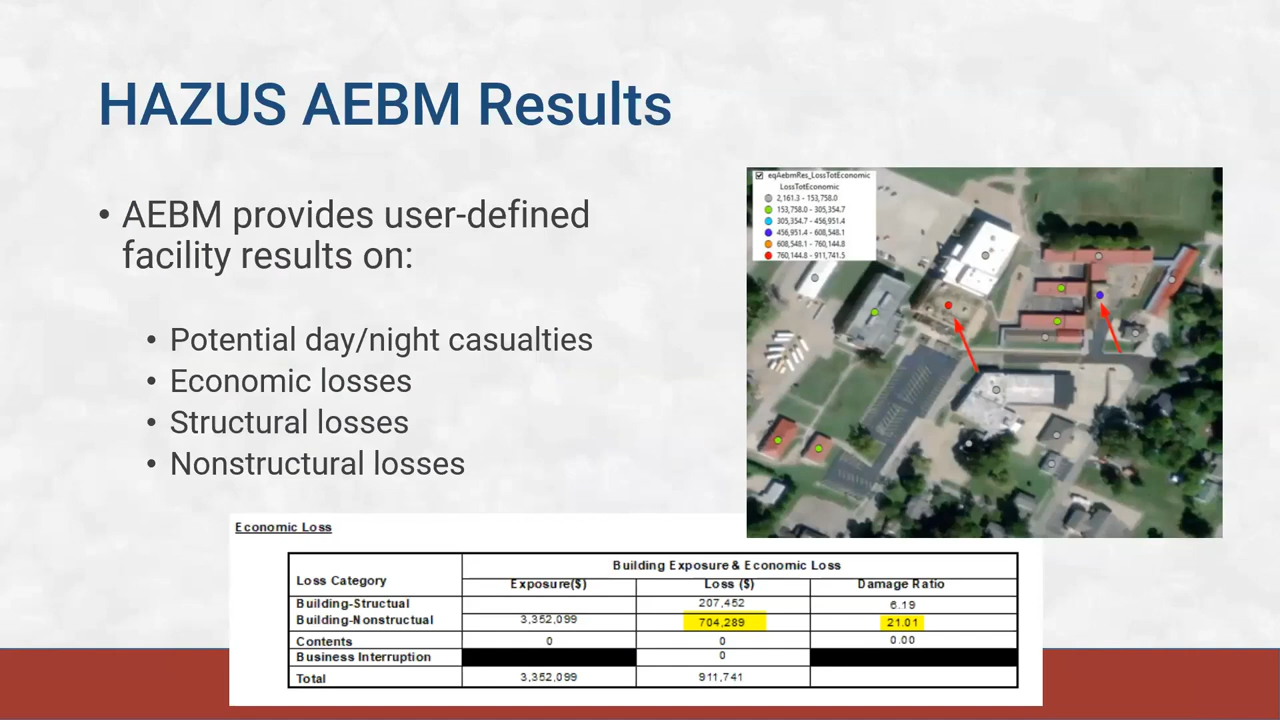 HAZUS AEBM Results
• AEBM provides user-defined
facility results on:
• Potential day/night casualties
• Economic losses
• Structural losses
• Nonstructural losses
eqAebmRes_LossTotEconomic
LossTotEconomic
2,161.3 - 153,758.0
153,758.0 - 305,354.7
305,354.7 - 456,951.4
456,951.4 - 608,548.1
608,548.1 - 760,144.8
760,144.8 - 911,741.5
Economic Loss
Building Exposure & Economic Loss
Loss Category Exposure($) Loss ($) Damage Ratio
Building-Structual 207,452 6.19
Building-Nonstructual 3,352,099 704,289 21.01
Contents 0 0 0.00
Business Interruption 0
Total 3,352,099 911,741